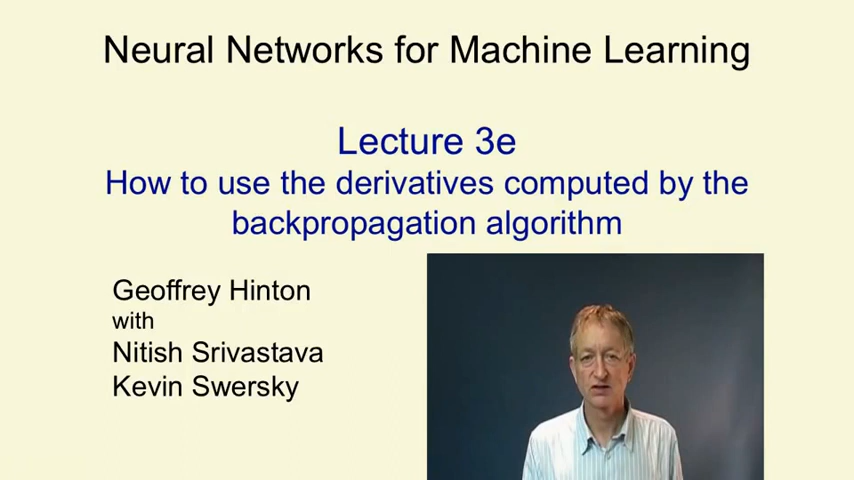 Neural Networks for Machine Learning
Lecture 3e
How to use the derivatives computed by the
backpropagation algorithm
Geoffrey Hinton
with
Nitish Srivastava
Kevin Swersky